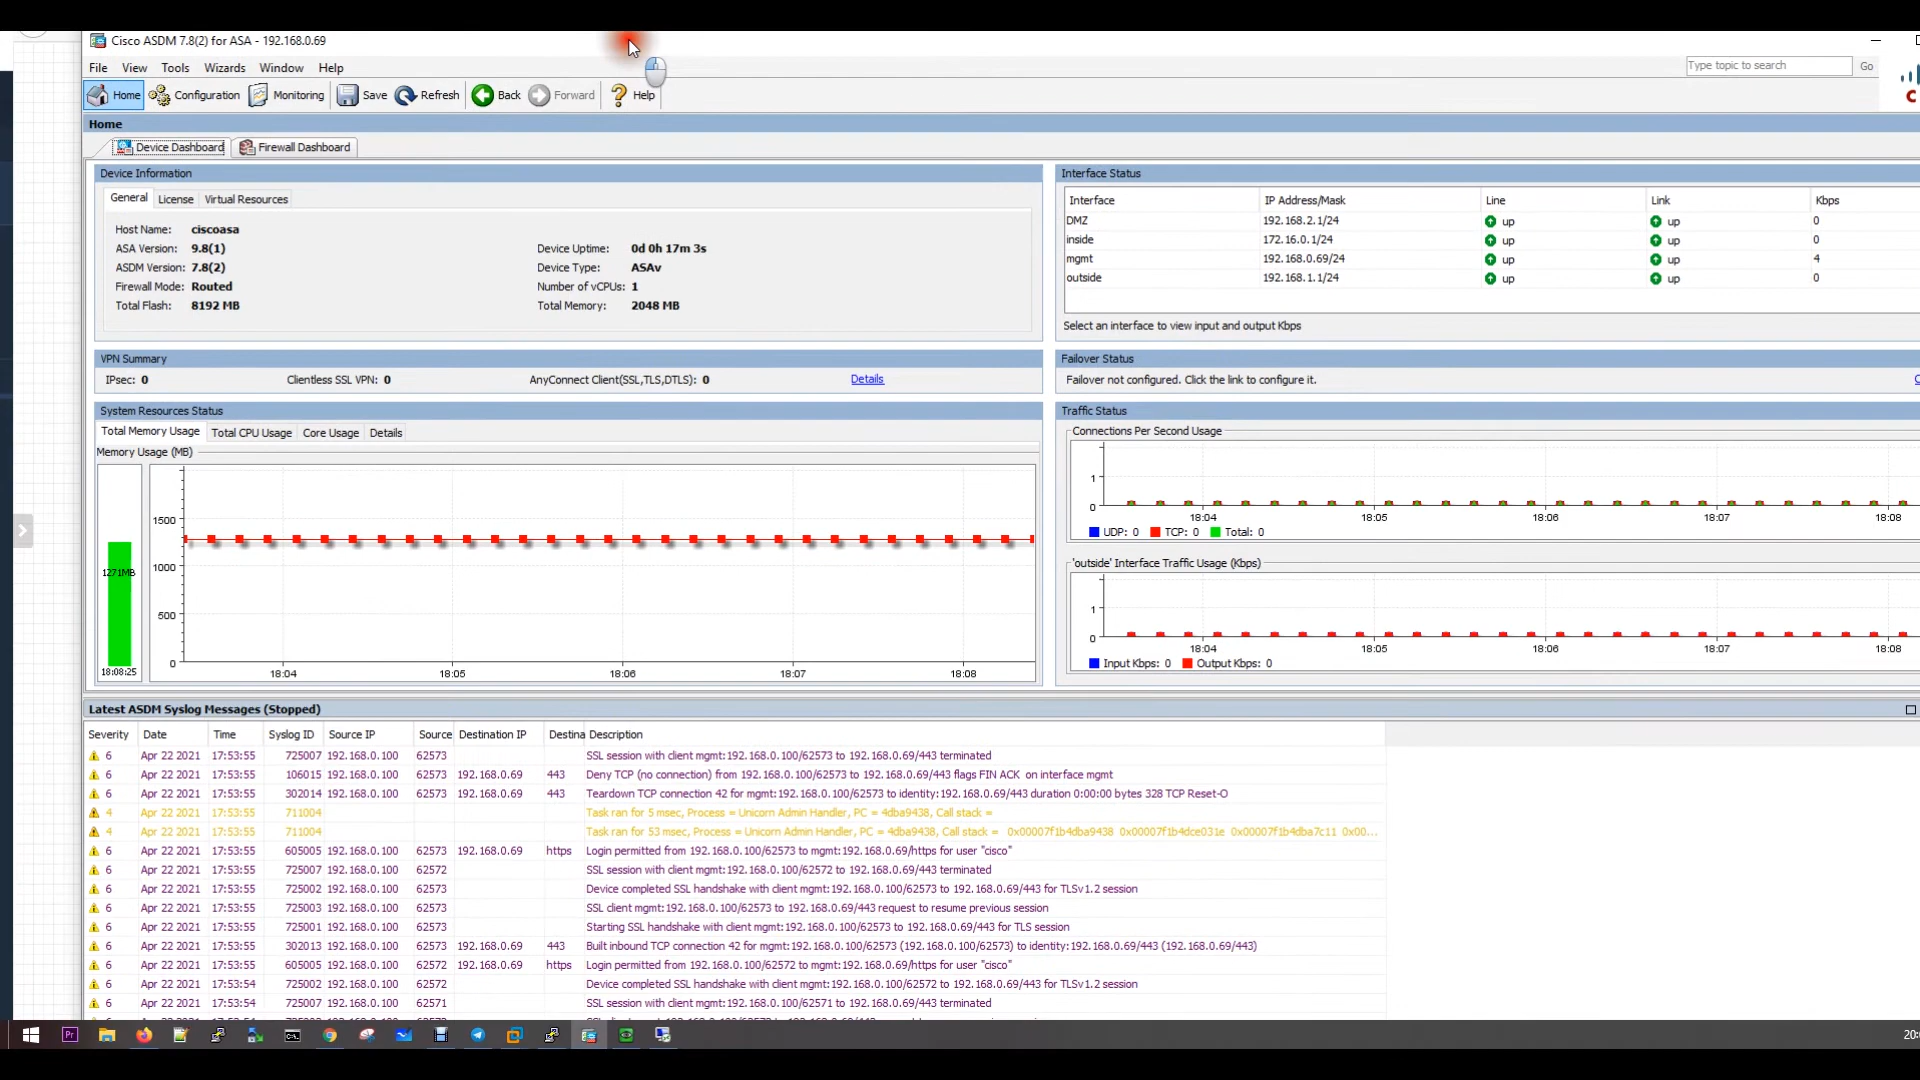 Cisco ASDM 7.8(2) for ASA - 192.168.0.69
File View Tools Wizards Window Help
Type topic to search Go
Home Configuration Monitoring Save Refresh Back Forward Help
Home
Device Dashboard Firewall Dashboard
Device Information
General License Virtual Resources
Host Name: ciscoasa
ASA Version: 9.8(1) Device Uptime: 0d 0h 17m 3s
ASDM Version: 7.8(2) Device Type: ASAv
Firewall Mode: Routed Number of vCPUs: 1
Total Flash: 8192 MB Total Memory: 2048 MB
Interface Status
Interface IP Address/Mask Line Link Kbps
DMZ 192.168.2.1/24 up up 0
inside 172.16.0.1/24 up up 0
mgmt 192.168.0.69/24 up up 4
outside 192.168.1.1/24 up up 0
Select an interface to view input and output Kbps
VPN Summary
IPsec: 0 Clientless SSL VPN: 0 AnyConnect Client(SSL,TLS,DTLS): 0 Details
Failover Status
Failover not configured. Click the link to configure it.
System Resources Status
Total Memory Usage Total CPU Usage Core Usage Details
Memory Usage (MB)
1500
1000
500
0
1271MB
18:08:25
18:04 18:05 18:06 18:07 18:08
Traffic Status
Connections Per Second Usage
1
0
18:04 18:05 18:06 18:07 18:08
UDP: 0 TCP: 0 Total: 0
'outside' Interface Traffic Usage (Kbps)
1
0
18:04 18:05 18:06 18:07 18:08
Input Kbps: 0 Output Kbps: 0
Latest ASDM Syslog Messages (Stopped)
Severity Date Time Syslog ID Source IP Source Destination IP Destina Description
6 Apr 22 2021 17:53:55 725007 192.168.0.100 62573 SSL session with client mgmt:192.168.0.100/62573 to 192.168.0.69/443 terminated
6 Apr 22 2021 17:53:55 106015 192.168.0.100 62573 192.168.0.69 443 Deny TCP (no connection) from 192.168.0.100/62573 to 192.168.0.69/443 flags FIN ACK on interface mgmt
6 Apr 22 2021 17:53:55 302014 192.168.0.100 62573 192.168.0.69 443 Teardown TCP connection 42 for mgmt:192.168.0.100/62573 to identity:192.168.0.69/443 duration 0:00:00 bytes 328 TCP Reset-O
4 Apr 22 2021 17:53:55 711004 Task ran for 5 msec, Process = Unicorn Admin Handler, PC = 4dba9438, Call stack =
4 Apr 22 2021 17:53:55 711004 Task ran for 53 msec, Process = Unicorn Admin Handler, PC = 4dba9438, Call stack = 0x00007f1b4dba9438 0x00007f1b4dce031e 0x00007f1b4dba7c11 0x00...
6 Apr 22 2021 17:53:55 605005 192.168.0.100 62573 192.168.0.69 https Login permitted from 192.168.0.100/62573 to mgmt:192.168.0.69/https for user "cisco"
6 Apr 22 2021 17:53:55 725007 192.168.0.100 62572 SSL session with client mgmt:192.168.0.100/62572 to 192.168.0.69/443 terminated
6 Apr 22 2021 17:53:55 725002 192.168.0.100 62573 Device completed SSL handshake with client mgmt:192.168.0.100/62573 to 192.168.0.69/443 for TLSv1.2 session
6 Apr 22 2021 17:53:55 725003 192.168.0.100 62573 SSL client mgmt:192.168.0.100/62573 to 192.168.0.69/443 request to resume previous session
6 Apr 22 2021 17:53:55 725001 192.168.0.100 62573 Starting SSL handshake with client mgmt:192.168.0.100/62573 to 192.168.0.69/443 for TLS session
6 Apr 22 2021 17:53:55 302013 192.168.0.100 62573 192.168.0.69 443 Built inbound TCP connection 42 for mgmt:192.168.0.100/62573 (192.168.0.100/62573) to identity:192.168.0.69/443 (192.168.0.69/443)
6 Apr 22 2021 17:53:55 605005 192.168.0.100 62572 192.168.0.69 https Login permitted from 192.168.0.100/62572 to mgmt:192.168.0.69/https for user "cisco"
6 Apr 22 2021 17:53:54 725002 192.168.0.100 62572 Device completed SSL handshake with client mgmt:192.168.0.100/62572 to 192.168.0.69/443 for TLSv1.2 session
6 Apr 22 2021 17:53:54 725007 192.168.0.100 62571 SSL session with client mgmt:192.168.0.100/62571 to 192.168.0.69/443 terminated
Pr
20: